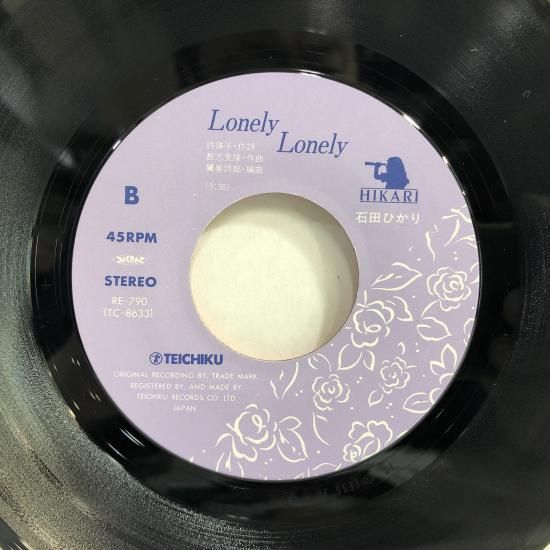 Lonely
Lonely
許瑛子・作詩
都志見隆・作曲
・編曲
(3:36)
B
HIKARI
石田ひかり
45RPM
STEREO
RE-790
(TC-8633)
TEICHIKU
ORIGINAL RECORDING BY, TRADE MARK
REGISTERED BY, AND MADE BY
TEICHIKU RECORDS CO.,LTD
JAPAN